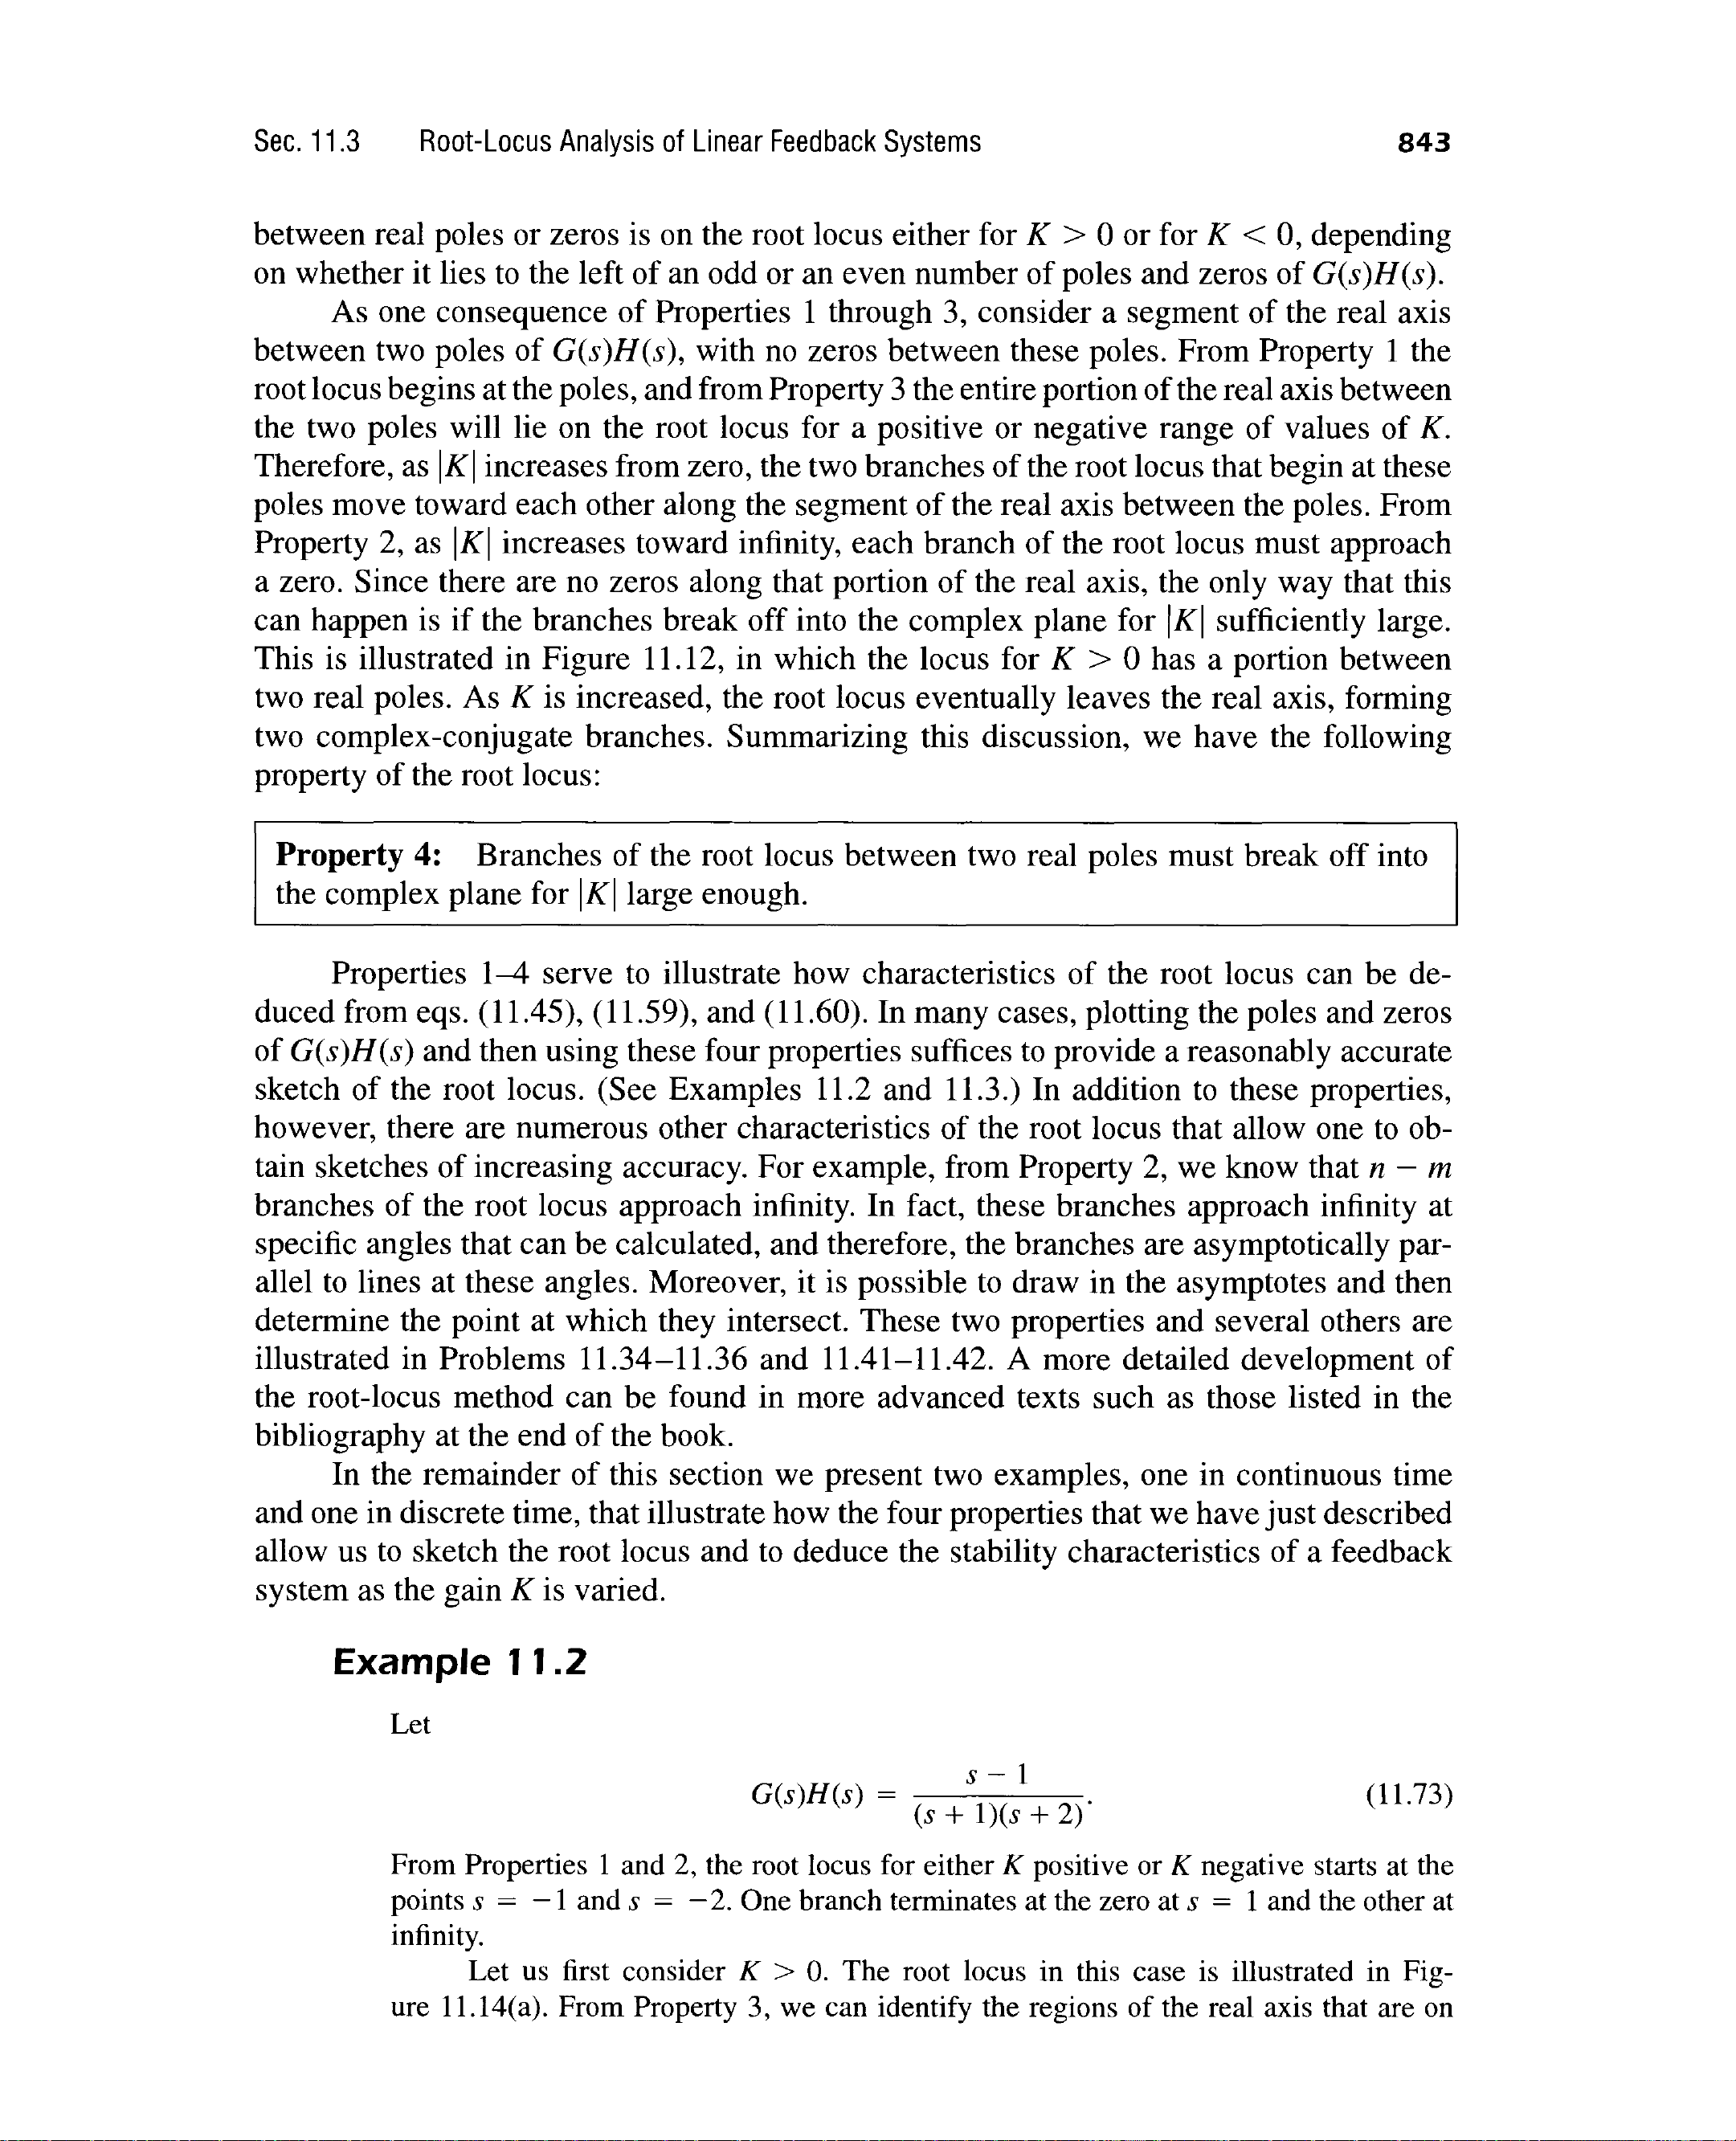 Sec. 11.3 Root-Locus Analysis of Linear Feedback Systems 843
between real poles or zeros is on the root locus either for K > 0 or for K < 0, depending
on whether it lies to the left of an odd or an even number of poles and zeros of G(s)H(s).
As one consequence of Properties 1 through 3, consider a segment of the real axis
between two poles of G(s)H(s), with no zeros between these poles. From Property 1 the
root locus begins at the poles, and from Property 3 the entire portion of the real axis between
the two poles will lie on the root locus for a positive or negative range of values of K.
Therefore, as |K| increases from zero, the two branches of the root locus that begin at these
poles move toward each other along the segment of the real axis between the poles. From
Property 2, as |K| increases toward infinity, each branch of the root locus must approach
a zero. Since there are no zeros along that portion of the real axis, the only way that this
can happen is if the branches break off into the complex plane for |K| sufficiently large.
This is illustrated in Figure 11.12, in which the locus for K > 0 has a portion between
two real poles. As K is increased, the root locus eventually leaves the real axis, forming
two complex-conjugate branches. Summarizing this discussion, we have the following
property of the root locus:
Property 4: Branches of the root locus between two real poles must break off into
the complex plane for |K| large enough.
Properties 1–4 serve to illustrate how characteristics of the root locus can be de-
duced from eqs. (11.45), (11.59), and (11.60). In many cases, plotting the poles and zeros
of G(s)H(s) and then using these four properties suffices to provide a reasonably accurate
sketch of the root locus. (See Examples 11.2 and 11.3.) In addition to these properties,
however, there are numerous other characteristics of the root locus that allow one to ob-
tain sketches of increasing accuracy. For example, from Property 2, we know that n − m
branches of the root locus approach infinity. In fact, these branches approach infinity at
specific angles that can be calculated, and therefore, the branches are asymptotically par-
allel to lines at these angles. Moreover, it is possible to draw in the asymptotes and then
determine the point at which they intersect. These two properties and several others are
illustrated in Problems 11.34–11.36 and 11.41–11.42. A more detailed development of
the root-locus method can be found in more advanced texts such as those listed in the
bibliography at the end of the book.
In the remainder of this section we present two examples, one in continuous time
and one in discrete time, that illustrate how the four properties that we have just described
allow us to sketch the root locus and to deduce the stability characteristics of a feedback
system as the gain K is varied.
Example 11.2
Let
G(s)H(s) = (s − 1) / ((s + 1)(s + 2)). (11.73)
From Properties 1 and 2, the root locus for either K positive or K negative starts at the
points s = −1 and s = −2. One branch terminates at the zero at s = 1 and the other at
infinity.
Let us first consider K > 0. The root locus in this case is illustrated in Fig-
ure 11.14(a). From Property 3, we can identify the regions of the real axis that are on